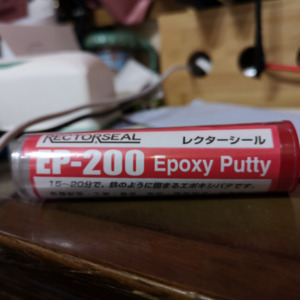 RECTORSEAL レクターシール
EP-200 Epoxy Putty
15～20分で、鉄のように固まるエポキシパテです。